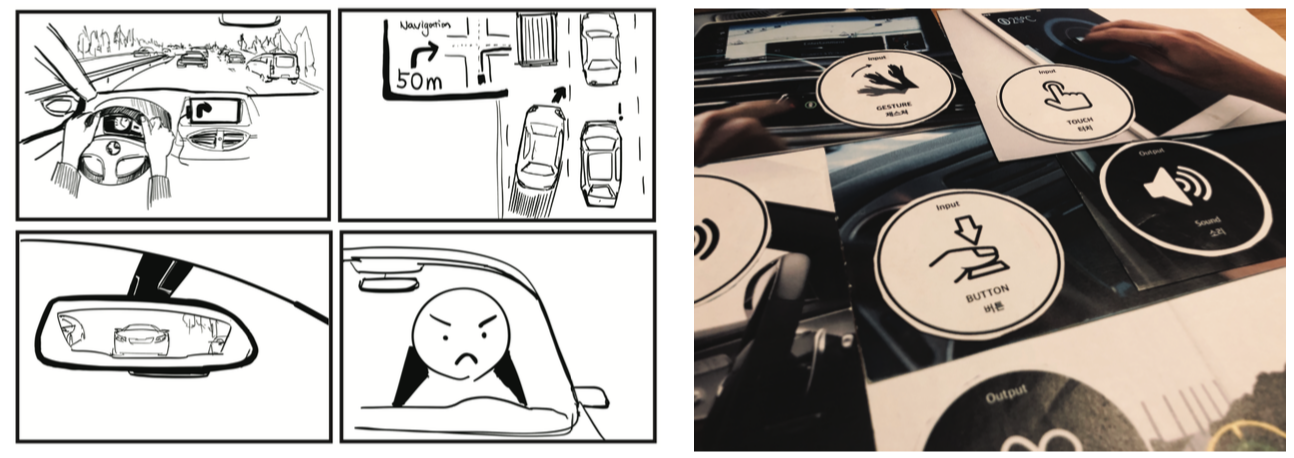 Navigation
50m
!
Input
GESTURE
제스처
Input
TOUCH
터치
Output
Sound
소리
Input
BUTTON
버튼
Output